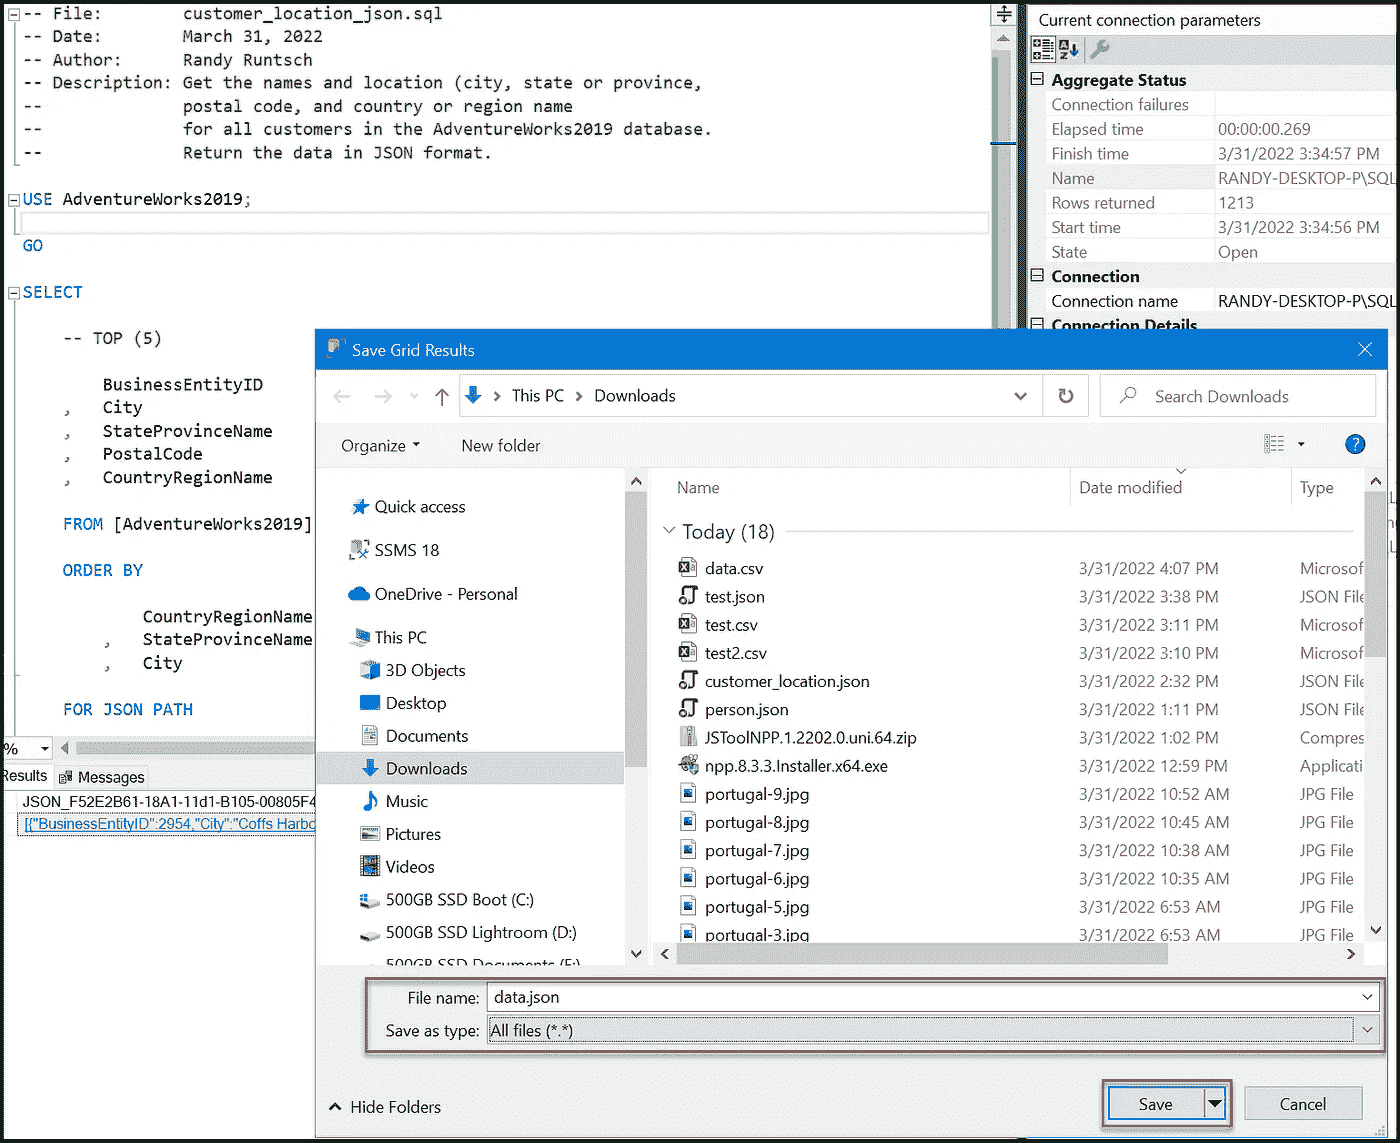 -- File:        customer_location_json.sql
-- Date:        March 31, 2022
-- Author:      Randy Runtsch
-- Description: Get the names and location (city, state or province,
--              postal code, and country or region name
--              for all customers in the AdventureWorks2019 database.
--              Return the data in JSON format.
USE AdventureWorks2019;
GO
SELECT
-- TOP (5)
BusinessEntityID
,   City
,   StateProvinceName
,   PostalCode
,   CountryRegionName
FROM [AdventureWorks2019]
ORDER BY
CountryRegionName
,   StateProvinceName
,   City
FOR JSON PATH
%
Results Messages
JSON_F52E2B61-18A1-11d1-B105-00805F4
[{"BusinessEntityID":2954,"City":"Coffs Harbo
Current connection parameters
Aggregate Status
Connection failures
Elapsed time 00:00:00.269
Finish time 3/31/2022 3:34:57 PM
Name RANDY-DESKTOP-P\SQL
Rows returned 1213
Start time 3/31/2022 3:34:56 PM
State Open
Connection
Connection name RANDY-DESKTOP-P\SQL
Connection Details
Save Grid Results
This PC > Downloads
Search Downloads
Organize New folder
?
Quick access
SSMS 18
OneDrive - Personal
This PC
3D Objects
Desktop
Documents
Downloads
Music
Pictures
Videos
500GB SSD Boot (C:)
500GB SSD Lightroom (D:)
500GB SSD Documents (E:)
Name Date modified Type
Today (18)
data.csv 3/31/2022 4:07 PM Microsof
test.json 3/31/2022 3:38 PM JSON File
test.csv 3/31/2022 3:11 PM Microsof
test2.csv 3/31/2022 3:10 PM Microsof
customer_location.json 3/31/2022 2:32 PM JSON File
person.json 3/31/2022 1:11 PM JSON File
JSToolNPP.1.2202.0.uni.64.zip 3/31/2022 1:02 PM Compres
npp.8.3.3.Installer.x64.exe 3/31/2022 12:59 PM Applicati
portugal-9.jpg 3/31/2022 10:52 AM JPG File
portugal-8.jpg 3/31/2022 10:45 AM JPG File
portugal-7.jpg 3/31/2022 10:38 AM JPG File
portugal-6.jpg 3/31/2022 10:35 AM JPG File
portugal-5.jpg 3/31/2022 6:53 AM JPG File
portugal-3.jpg 3/31/2022 6:53 AM JPG File
File name: data.json
Save as type: All files (*.*)
Hide Folders
Save Cancel